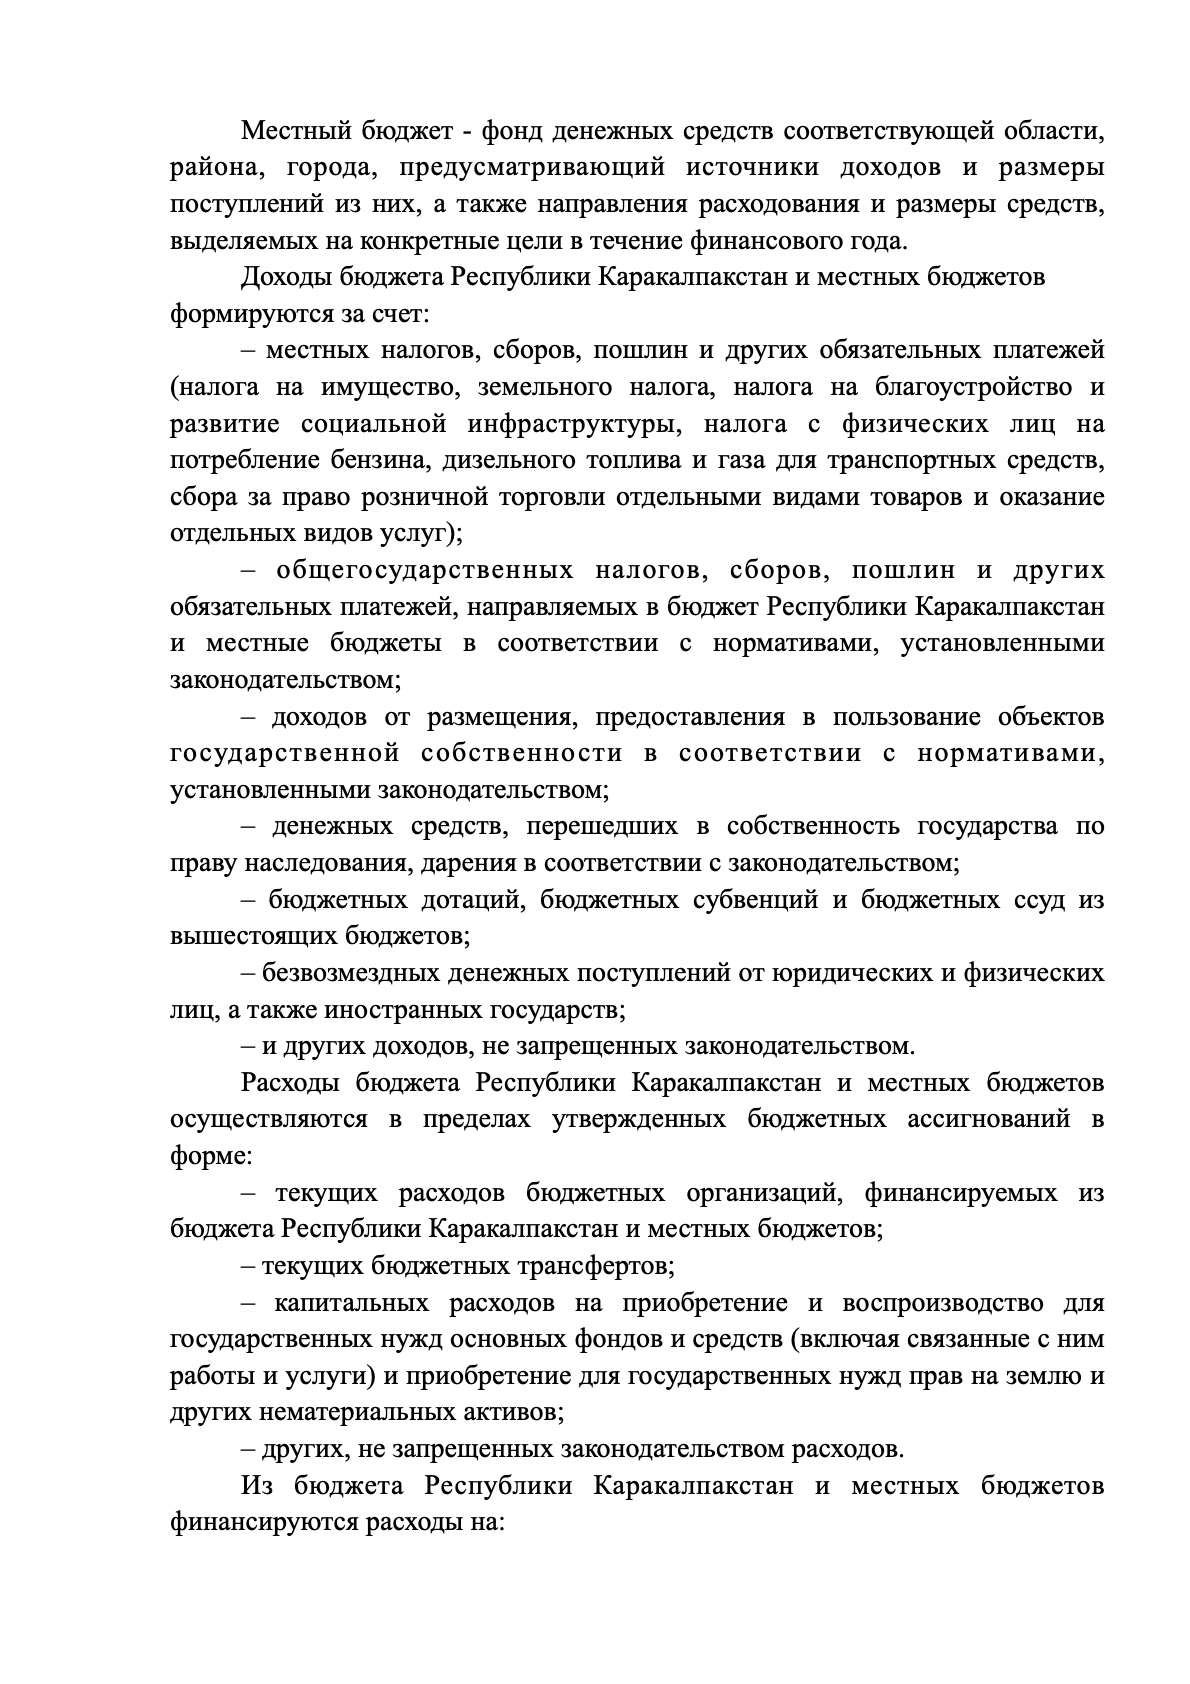 Местный бюджет - фонд денежных средств соответствующей области,
района, города, предусматривающий источники доходов и размеры
поступлений из них, а также направления расходования и размеры средств,
выделяемых на конкретные цели в течение финансового года.
Доходы бюджета Республики Каракалпакстан и местных бюджетов
формируются за счет:
– местных налогов, сборов, пошлин и других обязательных платежей
(налога на имущество, земельного налога, налога на благоустройство и
развитие социальной инфраструктуры, налога с физических лиц на
потребление бензина, дизельного топлива и газа для транспортных средств,
сбора за право розничной торговли отдельными видами товаров и оказание
отдельных видов услуг);
– общегосударственных налогов, сборов, пошлин и других
обязательных платежей, направляемых в бюджет Республики Каракалпакстан
и местные бюджеты в соответствии с нормативами, установленными
законодательством;
– доходов от размещения, предоставления в пользование объектов
государственной собственности в соответствии с нормативами,
установленными законодательством;
– денежных средств, перешедших в собственность государства по
праву наследования, дарения в соответствии с законодательством;
– бюджетных дотаций, бюджетных субвенций и бюджетных ссуд из
вышестоящих бюджетов;
– безвозмездных денежных поступлений от юридических и физических
лиц, а также иностранных государств;
– и других доходов, не запрещенных законодательством.
Расходы бюджета Республики Каракалпакстан и местных бюджетов
осуществляются в пределах утвержденных бюджетных ассигнований в
форме:
– текущих расходов бюджетных организаций, финансируемых из
бюджета Республики Каракалпакстан и местных бюджетов;
– текущих бюджетных трансфертов;
– капитальных расходов на приобретение и воспроизводство для
государственных нужд основных фондов и средств (включая связанные с ним
работы и услуги) и приобретение для государственных нужд прав на землю и
других нематериальных активов;
– других, не запрещенных законодательством расходов.
Из бюджета Республики Каракалпакстан и местных бюджетов
финансируются расходы на: